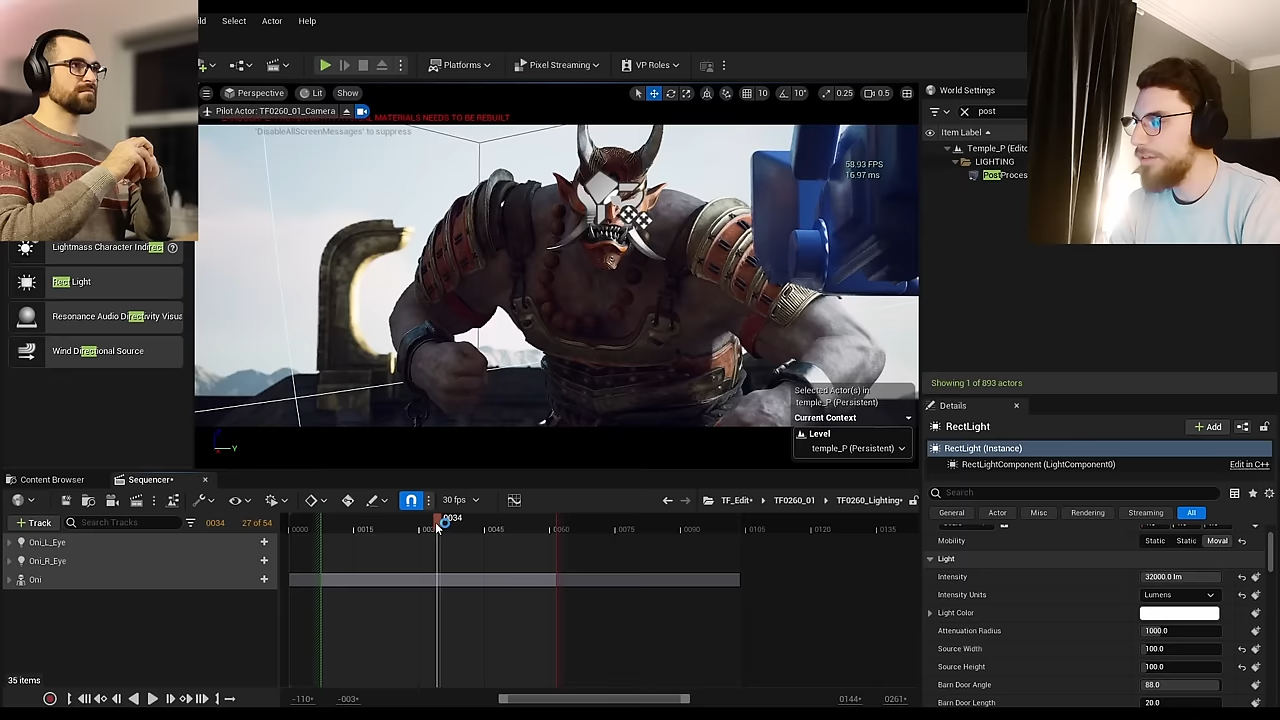 ld Select Actor Help
Platforms Pixel Streaming VP Roles
Perspective Lit Show 10 10° 0.25 0.5
Pilot Actor: TF0260_01_Camera
L MATERIALS NEEDS TO BE REBUILT
'DisableAllScreenMessages' to suppress
58.93 FPS
16.97 ms
Y
Selected Actor(s) in
temple_P (Persistent)
Current Context
Level
temple_P (Persistent)
Lightmass Character Indirec
Rect Light
Resonance Audio Directivity Visua
Wind Directional Source
World Settings
post
Item Label
Temple_P (Edito
LIGHTING
PostProces
Showing 1 of 893 actors
Details
RectLight
Add
RectLight (Instance)
RectLightComponent (LightComponent0) Edit in C++
Search
General Actor Misc Rendering Streaming All
Mobility Static Static Moval
Light
Intensity 32000.0 lm
Intensity Units Lumens
Light Color
Attenuation Radius 1000.0
Source Width 100.0
Source Height 100.0
Barn Door Angle 88.0
Barn Door Length 20.0
Content Browser Sequencer*
30 fps TF_Edit* TF0260_01 TF0260_Lighting*
+ Track Search Tracks 0034 27 of 54
0034
0000 0015 0030 0045 0060 0075 0090 0105 0120 0135
Oni_L_Eye
Oni_R_Eye
Oni
35 items
-110+ -003+ 0144+ 0261+